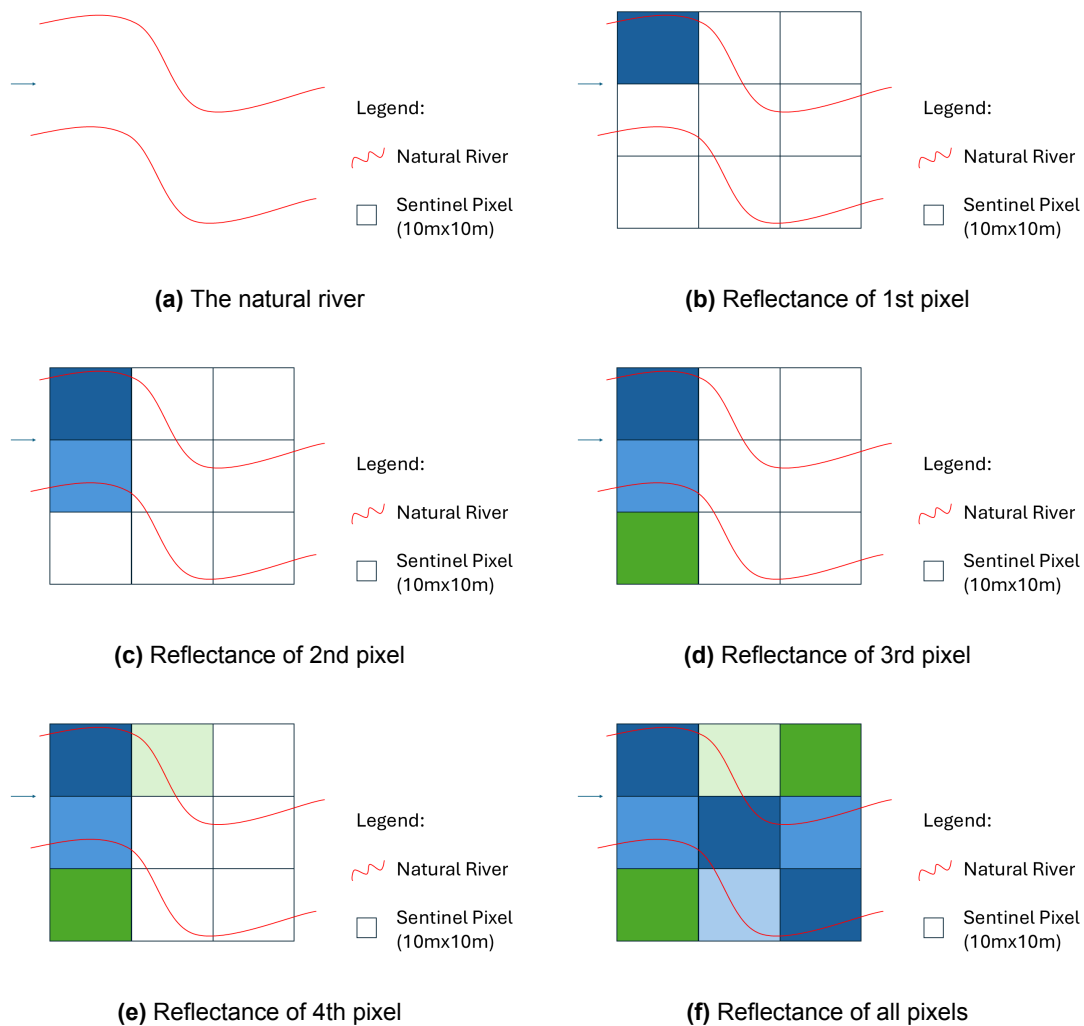 Legend:
Natural River
Sentinel Pixel
(10mx10m)
(a) The natural river
Legend:
Natural River
Sentinel Pixel
(10mx10m)
(b) Reflectance of 1st pixel
Legend:
Natural River
Sentinel Pixel
(10mx10m)
(c) Reflectance of 2nd pixel
Legend:
Natural River
Sentinel Pixel
(10mx10m)
(d) Reflectance of 3rd pixel
Legend:
Natural River
Sentinel Pixel
(10mx10m)
(e) Reflectance of 4th pixel
Legend:
Natural River
Sentinel Pixel
(10mx10m)
(f) Reflectance of all pixels